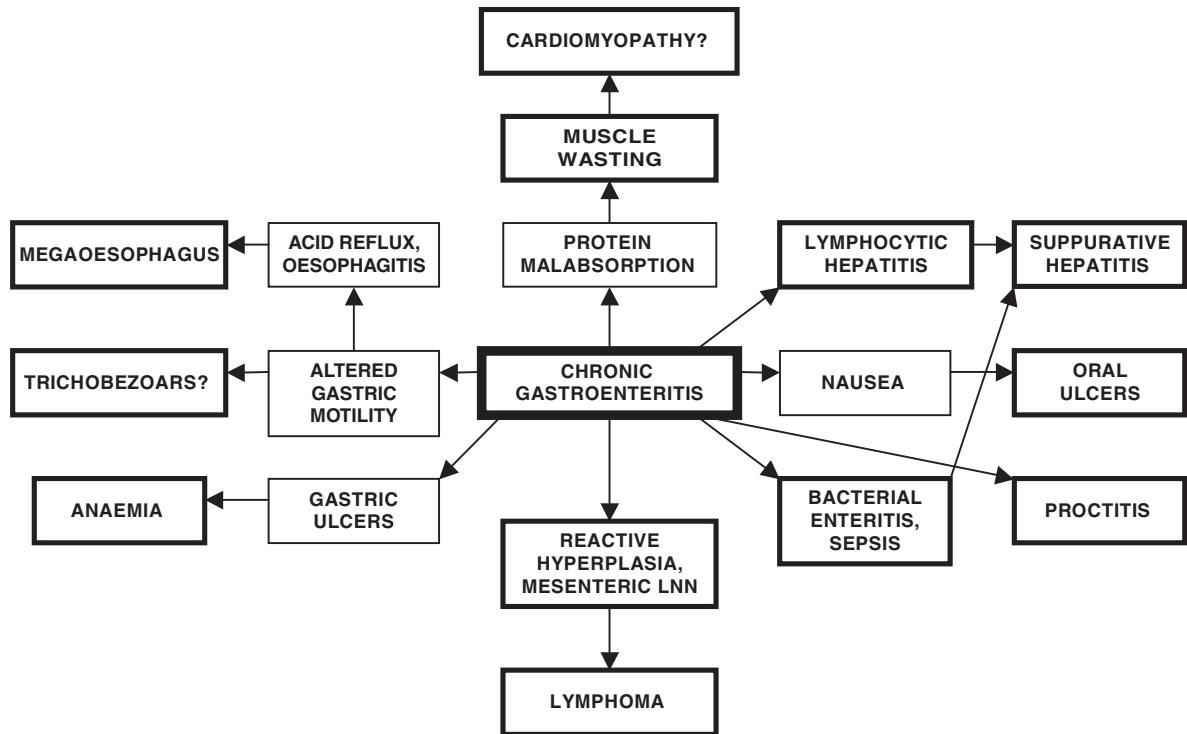 CARDIOMYOPATHY?
MUSCLE
WASTING
MEGAOESOPHAGUS
ACID REFLUX,
OESOPHAGITIS
PROTEIN
MALABSORPTION
LYMPHOCYTIC
HEPATITIS
SUPPURATIVE
HEPATITIS
TRICHOBEZOARS?
ALTERED
GASTRIC
MOTILITY
CHRONIC
GASTROENTERITIS
NAUSEA
ORAL
ULCERS
ANAEMIA
GASTRIC
ULCERS
REACTIVE
HYPERPLASIA,
MESENTERIC LNN
BACTERIAL
ENTERITIS,
SEPSIS
PROCTITIS
LYMPHOMA